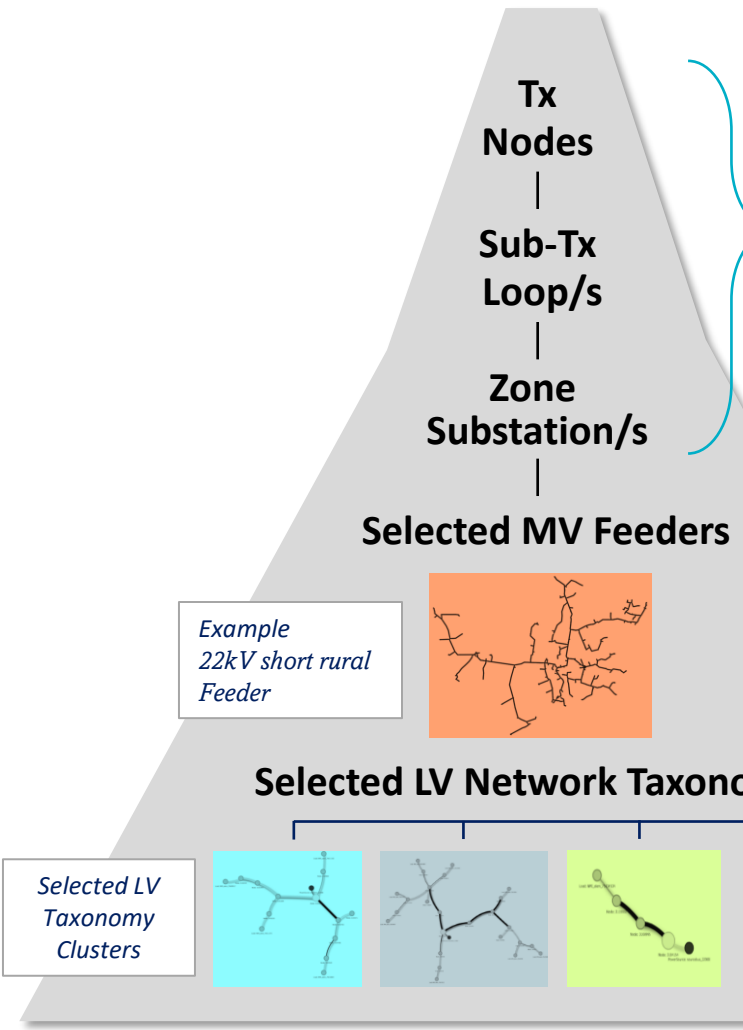 Tx
Nodes
Sub-Tx
Loop/s
Zone
Substation/s
Selected MV Feeders
Example
22kV short rural
Feeder
Selected LV Network Taxono
Selected LV
Taxonomy
Clusters